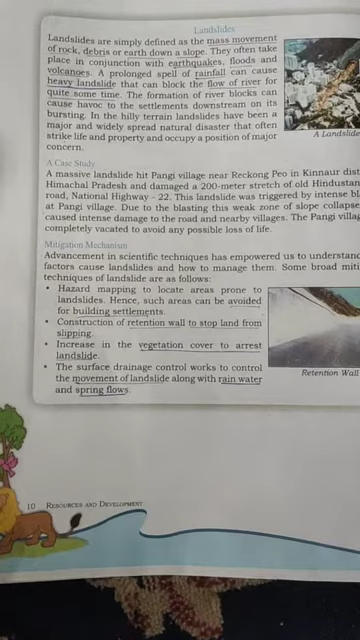 Landslides
Landslides are simply defined as the mass movement
of rock, debris or earth down a slope. They often take
place in conjunction with earthquakes, floods and
volcanoes. A prolonged spell of rainfall can cause
heavy landslide that can block the flow of river for
quite some time. The formation of river blocks can
cause havoc to the settlements downstream on its
bursting. In the hilly terrain landslides have been a
major and widely spread natural disaster that often
strike life and property and occupy a position of major
concern.
A Landslide
A Case Study
A massive landslide hit Pangi village near Reckong Peo in Kinnaur dist
Himachal Pradesh and damaged a 200-meter stretch of old Hindustan
road, National Highway - 22. This landslide was triggered by intense bl
at Pangi village. Due to the blasting this weak zone of slope collapse
caused intense damage to the road and nearby villages. The Pangi villag
completely vacated to avoid any possible loss of life.
Mitigation Mechanism
Advancement in scientific techniques has empowered us to understand
factors cause landslides and how to manage them. Some broad miti
techniques of landslide are as follows:
• Hazard mapping to locate areas prone to
landslides. Hence, such areas can be avoided
for building settlements.
• Construction of retention wall to stop land from
slipping.
• Increase in the vegetation cover to arrest
landslide.
• The surface drainage control works to control
the movement of landslide along with rain water
and spring flows.
Retention Wall
10 RESOURCES AND DEVELOPMENT